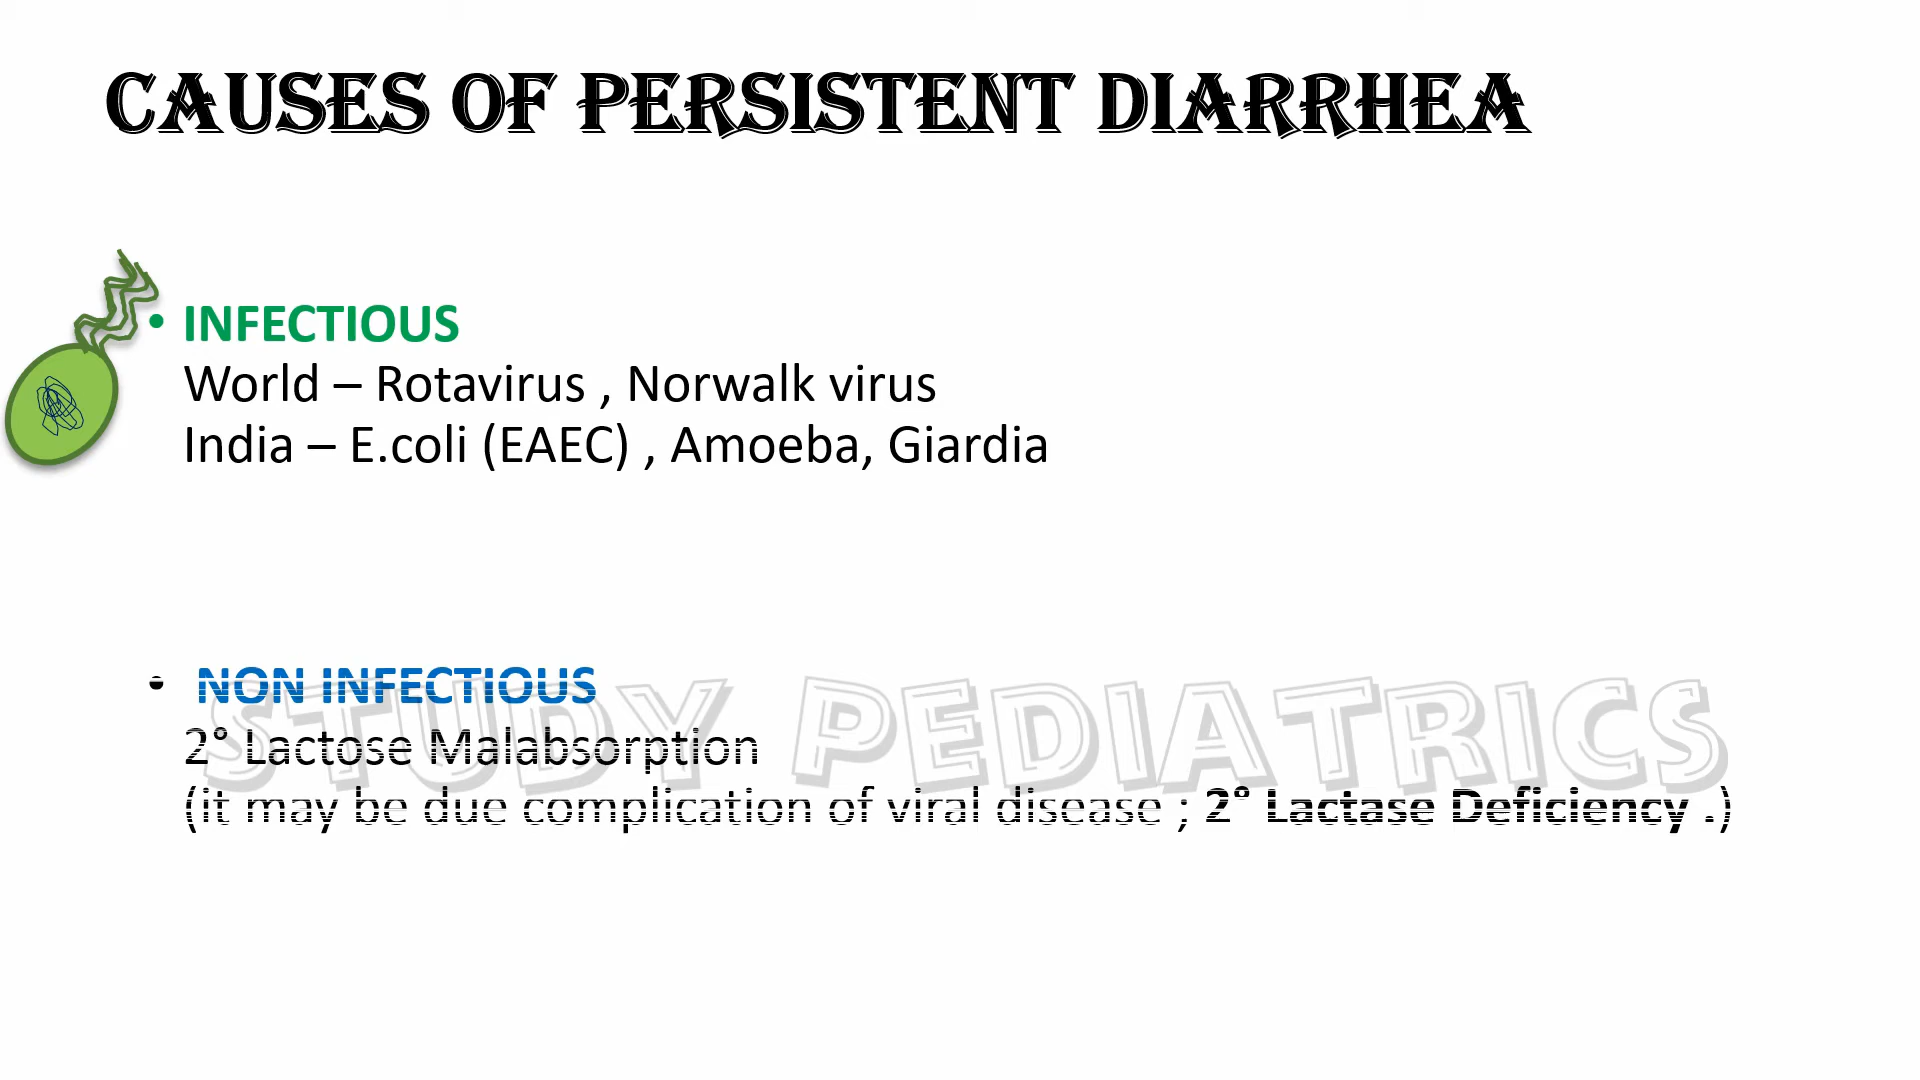 CAUSES OF PERSISTENT DIARRHEA
• INFECTIOUS
World – Rotavirus , Norwalk virus
India – E.coli (EAEC) , Amoeba, Giardia
• NON INFECTIOUS
STUDY PEDIATRICS
2° Lactose Malabsorption
(it may be due complication of viral disease ; 2° Lactase Deficiency .)